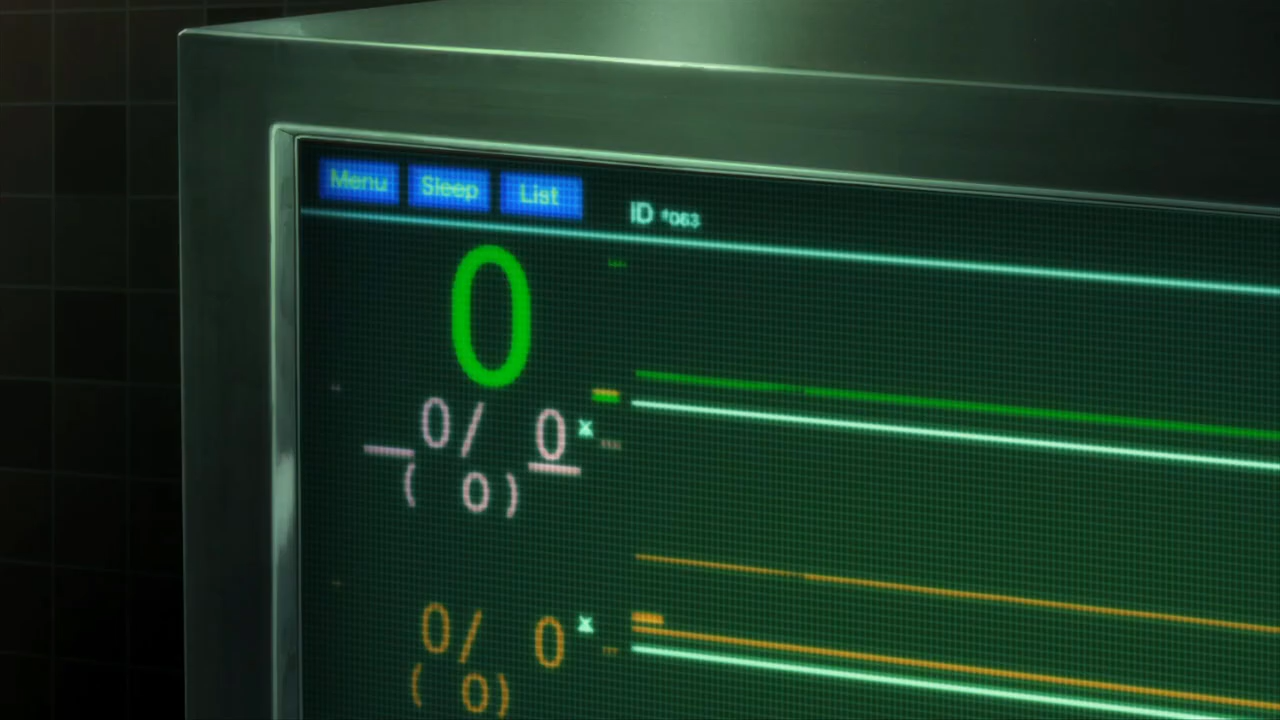 Menu Sleep List ID #063
0
0/ 0 x
( 0)
0/ 0 x
( 0)